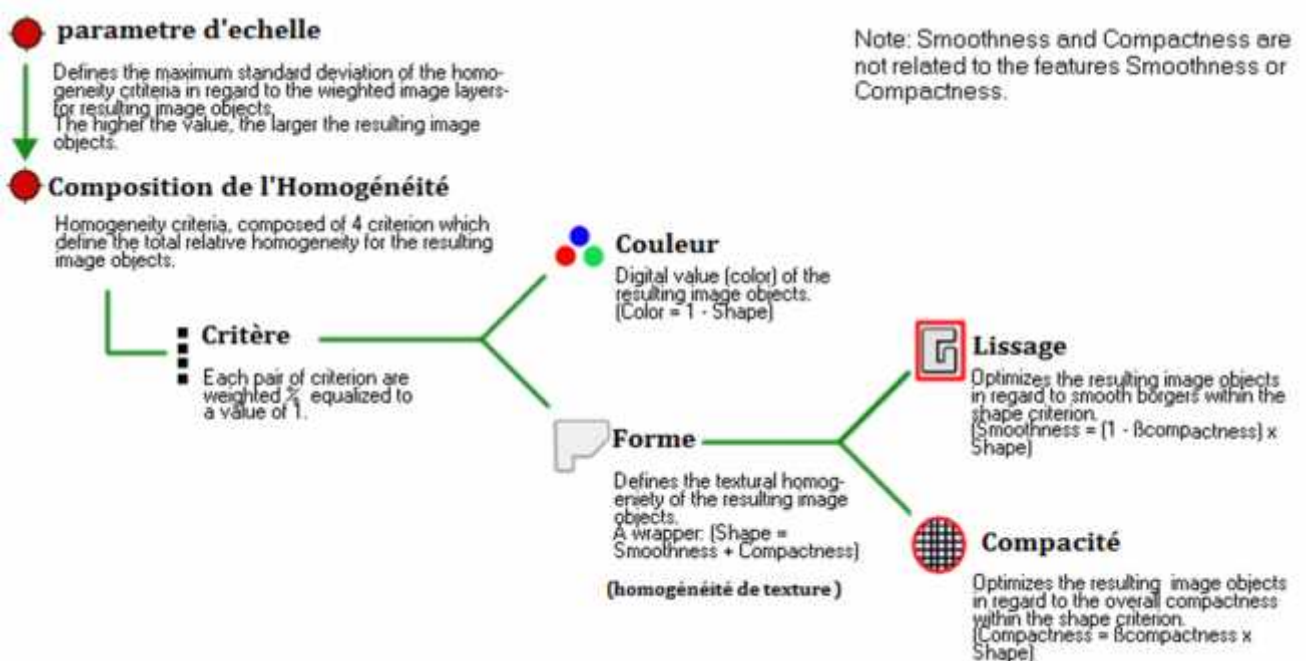 parametre d'echelle
Defines the maximum standard deviation of the homo-
geneity crtiteria in regard to the wieghted image layers-
for resulting image objects.
The higher the value, the larger the resulting image
objects.
Note: Smoothness and Compactness are
not related to the features Smoothness or
Compactness.
Composition de l'Homogénéité
Homogeneity criteria, composed of 4 criterion which
define the total relative homogeneity for the resulting
image objects.
Critère
Each pair of criterion are
weighted % equalized to
a value of 1.
Couleur
Digital value (color) of the
resulting image objects.
(Color = 1 - Shape)
Forme
Defines the textural homog-
eniety of the resulting image
objects.
A wrapper: (Shape =
Smoothness + Compactness)
(homogénéité de texture )
Lissage
Optimizes the resulting image objects
in regard to smooth borgers within the
shape criterion.
(Smoothness = (1 - ßcompactness) x
Shape)
Compacité
Optimizes the resulting image objects
in regard to the overall compactness
within the shape criterion.
(Compactness = ßcompactness x
Shape)